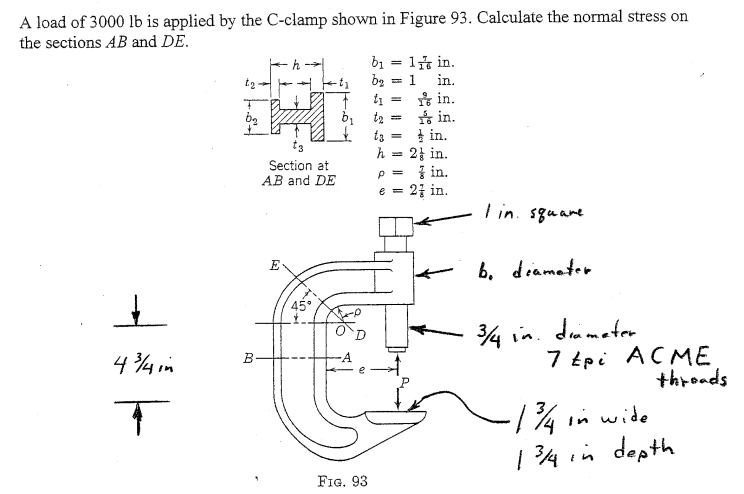 A load of 3000 lb is applied by the C-clamp shown in Figure 93. Calculate the normal stress on
the sections AB and DE.
h
t₂
t₁
b₂
b₁
t₃
Section at
AB and DE
b₁ = 1 7/16 in.
b₂ = 1 in.
t₁ = 9/16 in.
t₂ = 5/16 in.
t₃ = 1/2 in.
h = 2 1/8 in.
ρ = 7/8 in.
e = 2 7/8 in.
1 in. square
E
b₁ diameter
45°
ρ
O
D
3/4 in. diameter
7 tpi ACME
threads
4 3/4 in
B
A
e
P
1 3/4 in wide
1 3/4 in depth
FIG. 93